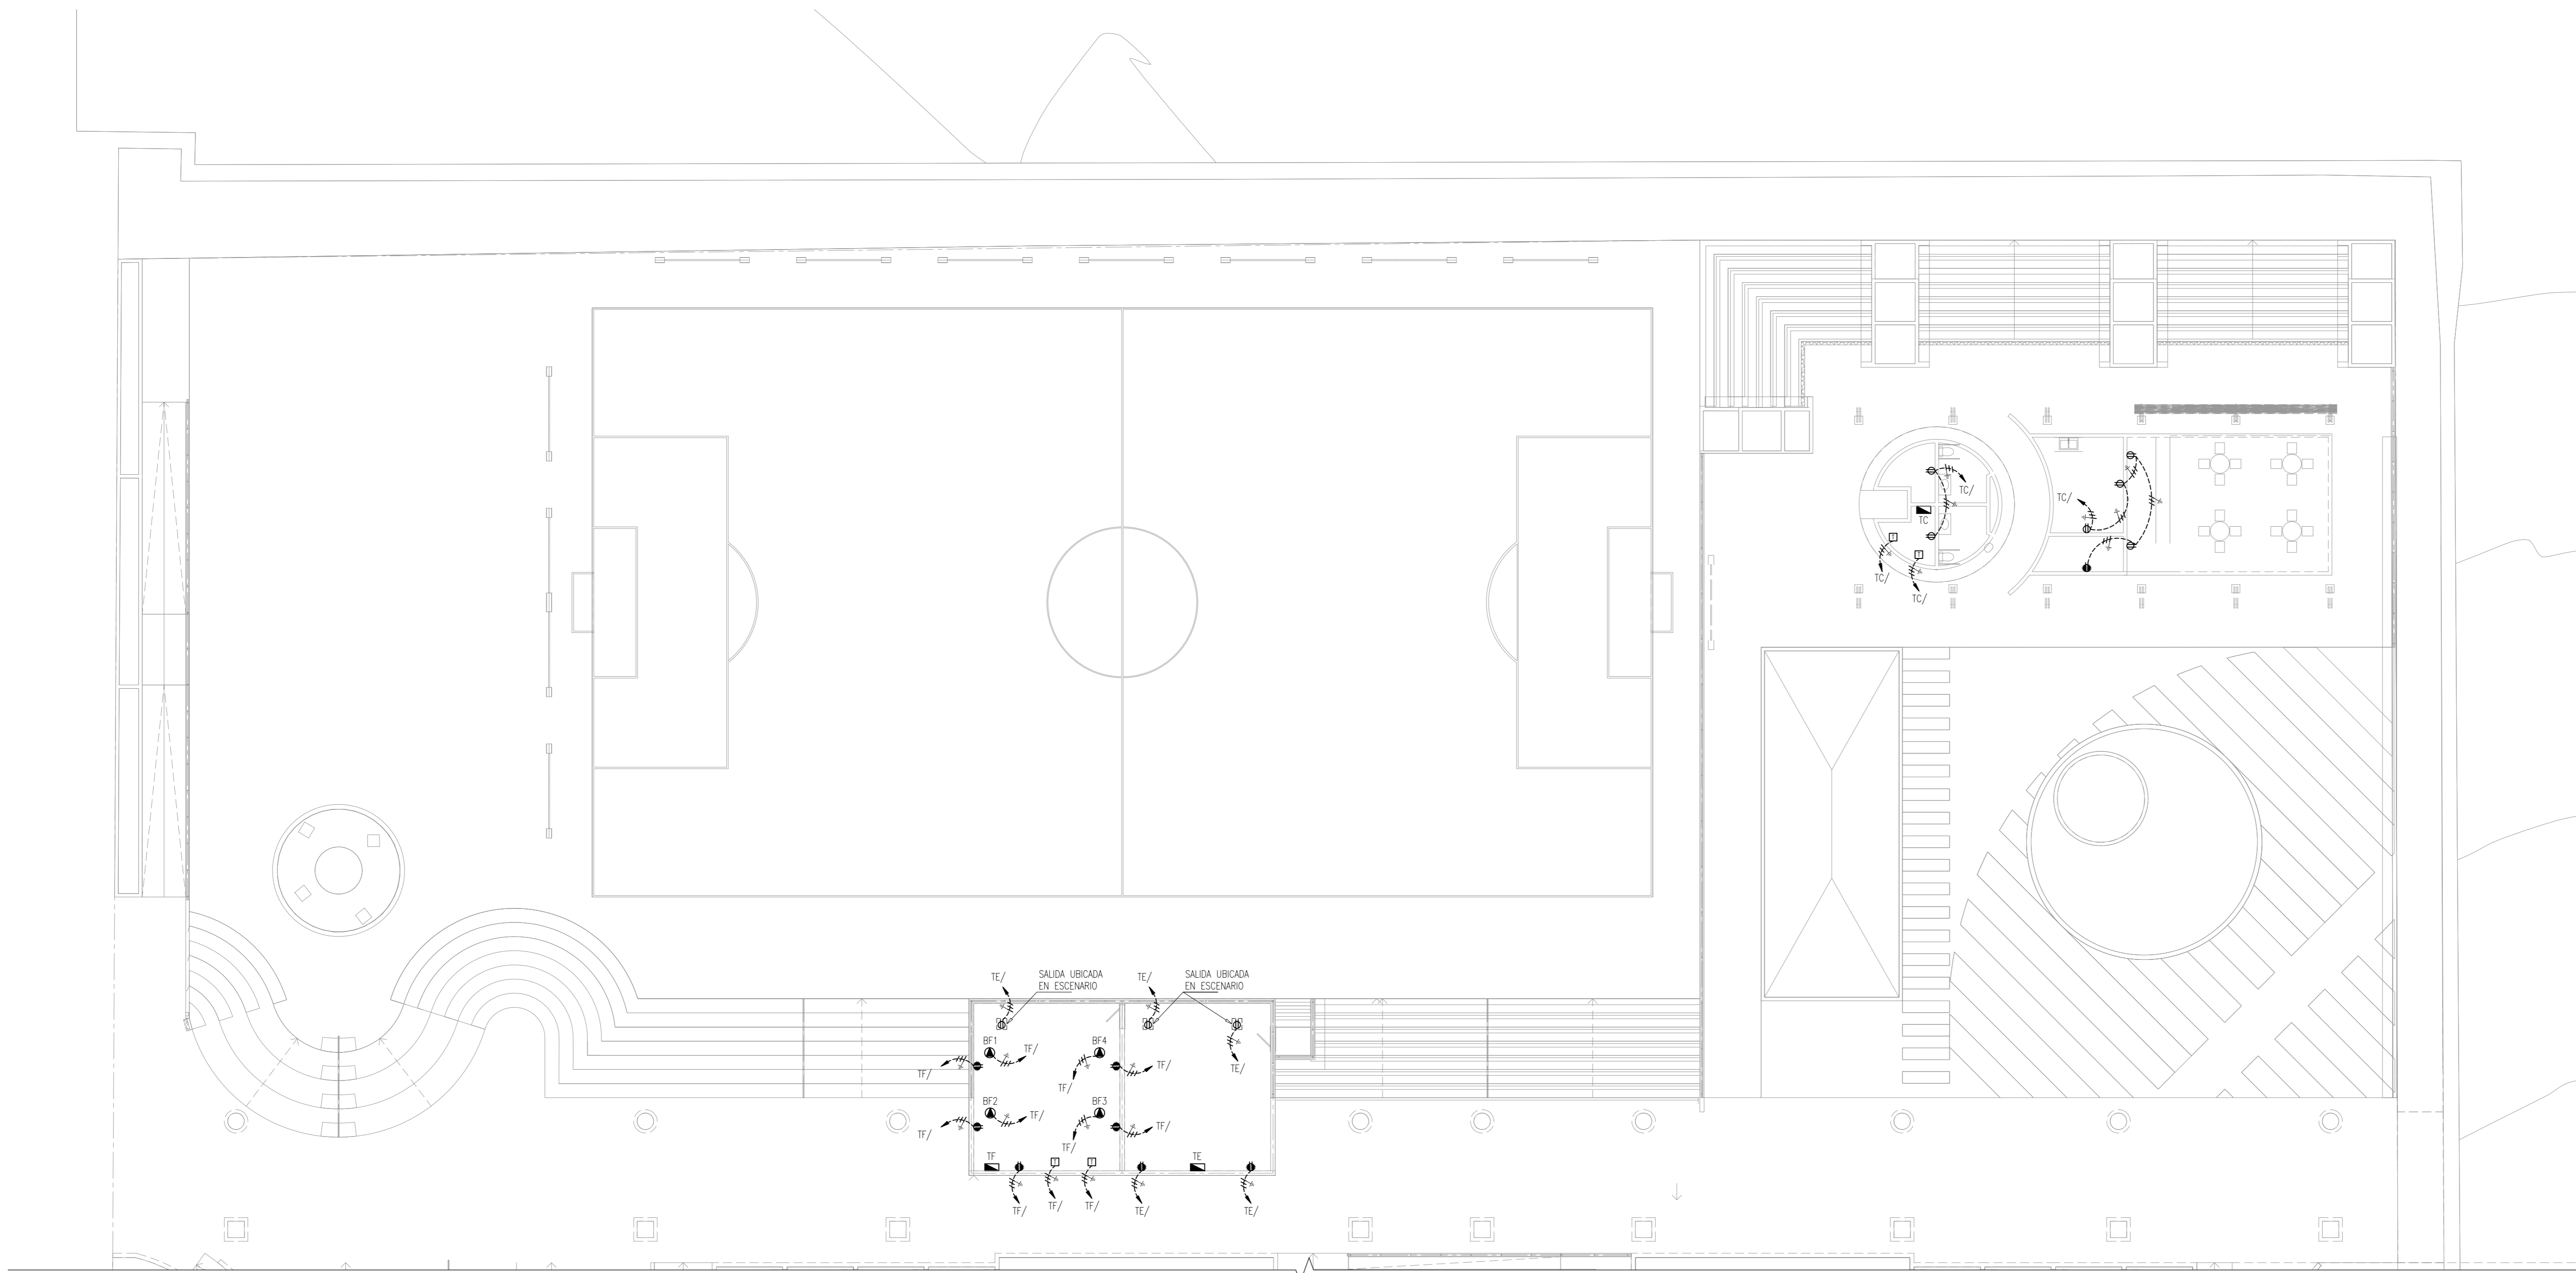 TC/
TC/
TC
TC/
TC/
TE/
SALIDA UBICADA
EN ESCENARIO
TE/
SALIDA UBICADA
EN ESCENARIO
BF1
TF/
BF4
TF/
TE/
TF/
TF/
BF2
TF/
BF3
TF/
TF/
TF/
TF
T
T
TE
TF/
TF/
TF/
TE/
TE/